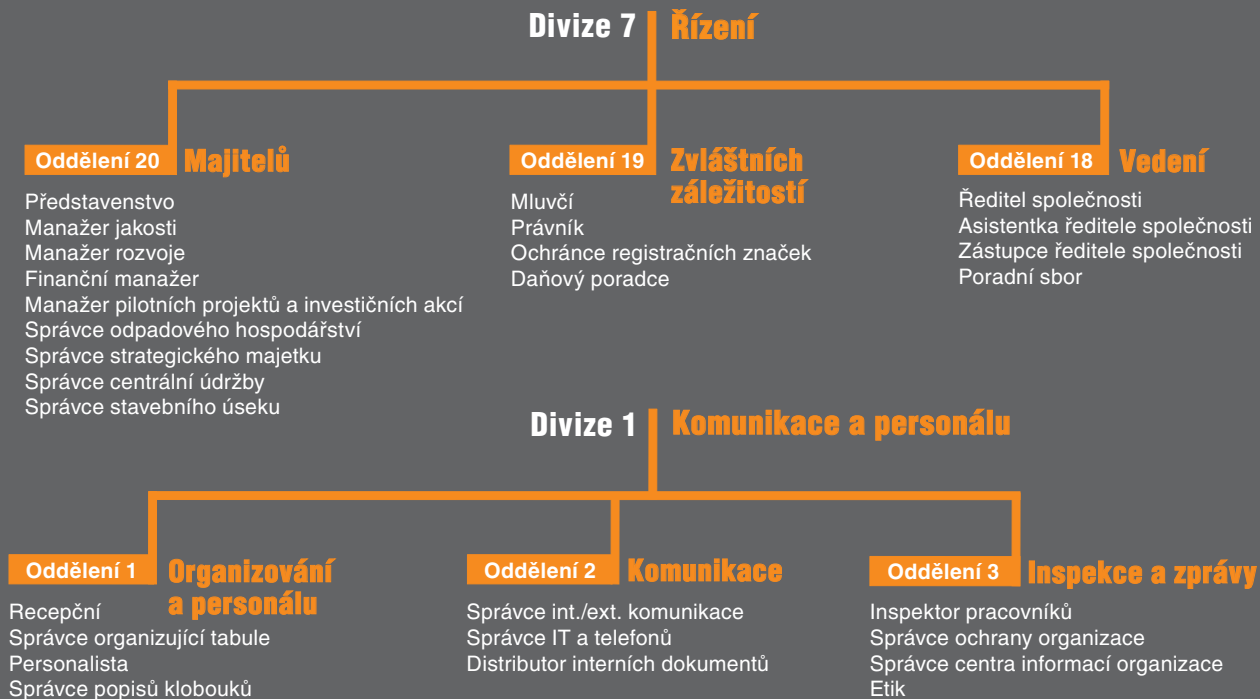 Divize 7 Řízení
Oddělení 20 Majitelů
Představenstvo
Manažer jakosti
Manažer rozvoje
Finanční manažer
Manažer pilotních projektů a investičních akcí
Správce odpadového hospodářství
Správce strategického majetku
Správce centrální údržby
Správce stavebního úseku
Oddělení 19 Zvláštních
záležitostí
Mluvčí
Právník
Ochránce registračních značek
Daňový poradce
Oddělení 18 Vedení
Ředitel společnosti
Asistentka ředitele společnosti
Zástupce ředitele společnosti
Poradní sbor
Divize 1 Komunikace a personálu
Oddělení 1 Organizování
a personálu
Recepční
Správce organizující tabule
Personalista
Správce popisů klobouků
Oddělení 2 Komunikace
Správce int./ext. komunikace
Správce IT a telefonů
Distributor interních dokumentů
Oddělení 3 Inspekce a zprávy
Inspektor pracovníků
Správce ochrany organizace
Správce centra informací organizace
Etik